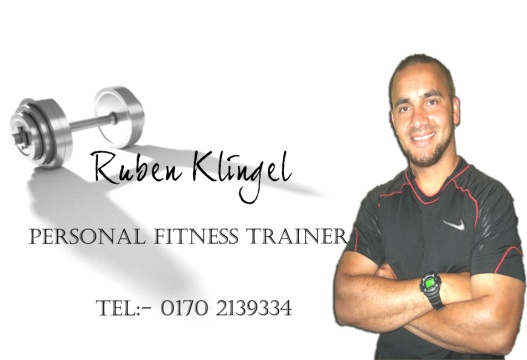 Ruben Klingel
PERSONAL FITNESS TRAINER
TEL:- 0170 2139334